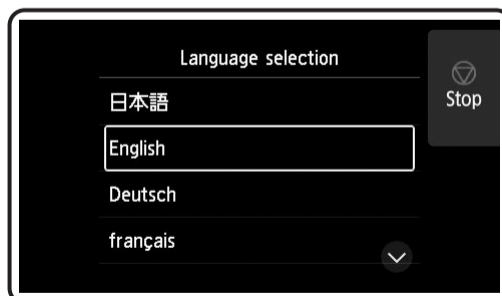 Language selection
Stop
日本語
English
Deutsch
français